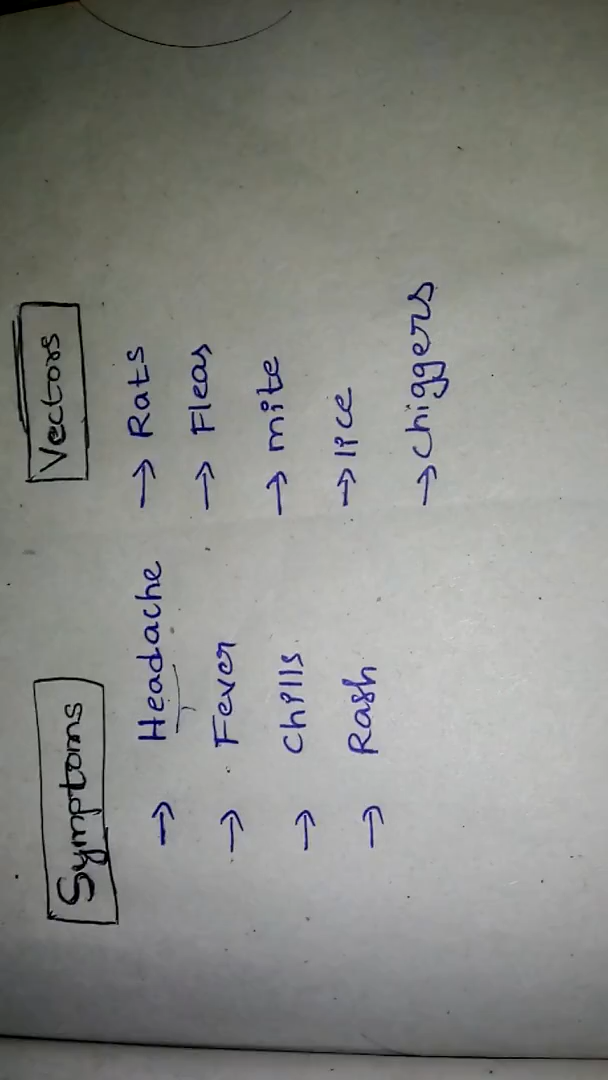 Symptoms
→ Headache
→ Fever
→ Chills
→ Rash
Vectors
→ Rats
→ Fleas
→ mite
→ lice
→ chiggers